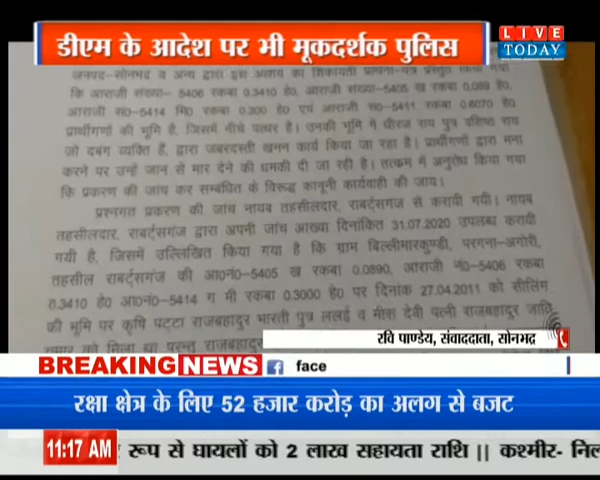 डीएम के आदेश पर भी मूकदर्शक पुलिस
LIVE
TODAY
जनपद-सोनभद्र व अन्य द्वारा इस आशय का शिकायती प्रार्थना-पत्र प्रस्तुत किया गया
कि आराजी संख्या- 5406 रकबा 0.3410 हे0, आराजी संख्या-5405 ख रकबा 0.089 हे0,
आराजी सं0-5414 मि0 रकबा 0.300 हे0 एवं आराजी सं0-5411 रकबा 0.6070 हे0
प्रार्थीगणों की भूमि है, जिसमें नीचे पत्थर है। उनकी भूमि में धीरज राय पुत्र वशिष्ठ राय
जो दबंग व्यक्ति हैं, द्वारा जबरदस्ती खनन कार्य किया जा रहा है। प्रार्थीगणों द्वारा मना
करने पर उन्हें जान से मार देने की धमकी दी जा रही है। तत्क्रम में अनुरोध किया गया
कि प्रकरण की जांच कर सम्बंधित के विरूद्ध कानूनी कार्यवाही की जाय।
प्रश्नगत प्रकरण की जांच नायब तहसीलदार, राबर्ट्सगंज से करायी गयी। नायब
तहसीलदार, राबर्ट्सगंज द्वारा अपनी जांच आख्या दिनांकित 31.07.2020 उपलब्ध करायी
गयी है, जिसमें उल्लिखित किया गया है कि ग्राम बिल्लीमारकुण्डी, परगना-अगोरी,
तहसील राबर्ट्सगंज की आ0नं0-5405 ख रकबा 0.0890, आराजी नं0-5406 रकबा
0.3410 हे0 आ0नं0-5414 ग मी रकबा 0.3000 हे0 पर दिनांक 27.04.2011 को सीलिंग
की भूमि पर कृषि पट्टा राजबहादुर भारती पुत्र ललई व मीरा देवी पत्नी राजबहादुर जाति
चमार को मिला था परन्तु राजबहादुर
रवि पाण्डेय, संवाददाता, सोनभद्र
BREAKING NEWS
f face
रक्षा क्षेत्र के लिए 52 हजार करोड़ का अलग से बजट
11:17 AM
रूप से घायलों को 2 लाख सहायता राशि || कश्मीर- निल